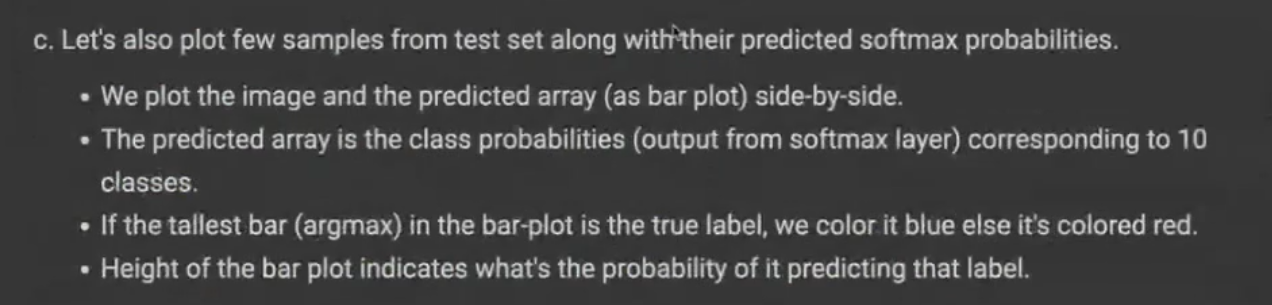 c. Let's also plot few samples from test set along with their predicted softmax probabilities.
• We plot the image and the predicted array (as bar plot) side-by-side.
• The predicted array is the class probabilities (output from softmax layer) corresponding to 10
classes.
• If the tallest bar (argmax) in the bar-plot is the true label, we color it blue else it's colored red.
• Height of the bar plot indicates what's the probability of it predicting that label.